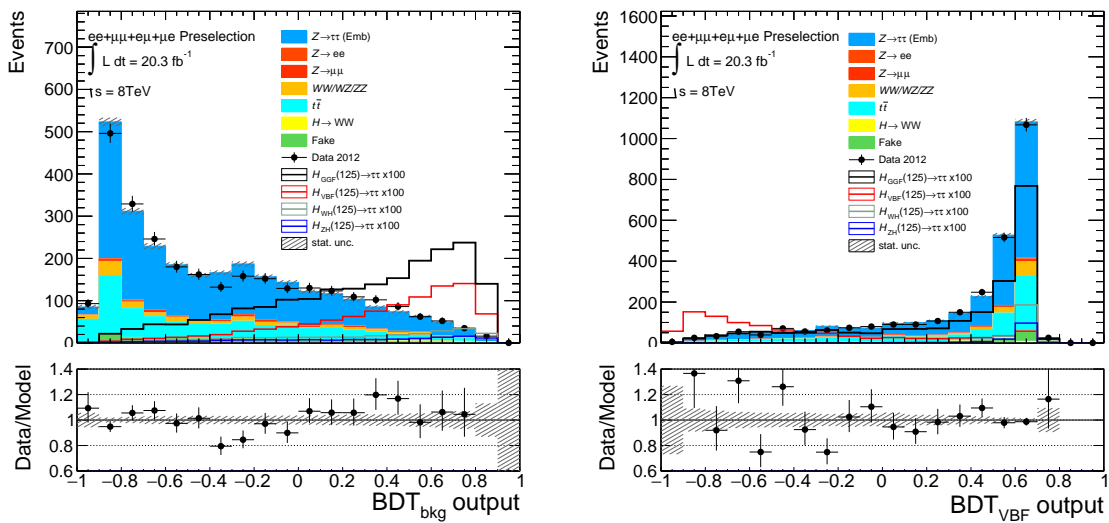 Events
800
700
600
500
400
300
200
100
0
ee+μμ+eμ+μe Preselection
∫ L dt = 20.3 fb⁻¹
√s = 8TeV
Z→ττ (Emb)
Z→ee
Z→μμ
WW/WZ/ZZ
tt̄
H→WW
Fake
Data 2012
H_GGF(125)→ττ x100
H_VBF(125)→ττ x100
H_WH(125)→ττ x100
H_ZH(125)→ττ x100
stat. unc.
Data/Model
1.4
1.2
1
0.8
0.6
−1 −0.8 −0.6 −0.4 −0.2 0 0.2 0.4 0.6 0.8 1
BDT_bkg output
Events
1600
1400
1200
1000
800
600
400
200
0
ee+μμ+eμ+μe Preselection
∫ L dt = 20.3 fb⁻¹
√s = 8TeV
Z→ττ (Emb)
Z→ee
Z→μμ
WW/WZ/ZZ
tt̄
H→WW
Fake
Data 2012
H_GGF(125)→ττ x100
H_VBF(125)→ττ x100
H_WH(125)→ττ x100
H_ZH(125)→ττ x100
stat. unc.
Data/Model
1.4
1.2
1
0.8
0.6
−1 −0.8 −0.6 −0.4 −0.2 0 0.2 0.4 0.6 0.8 1
BDT_VBF output